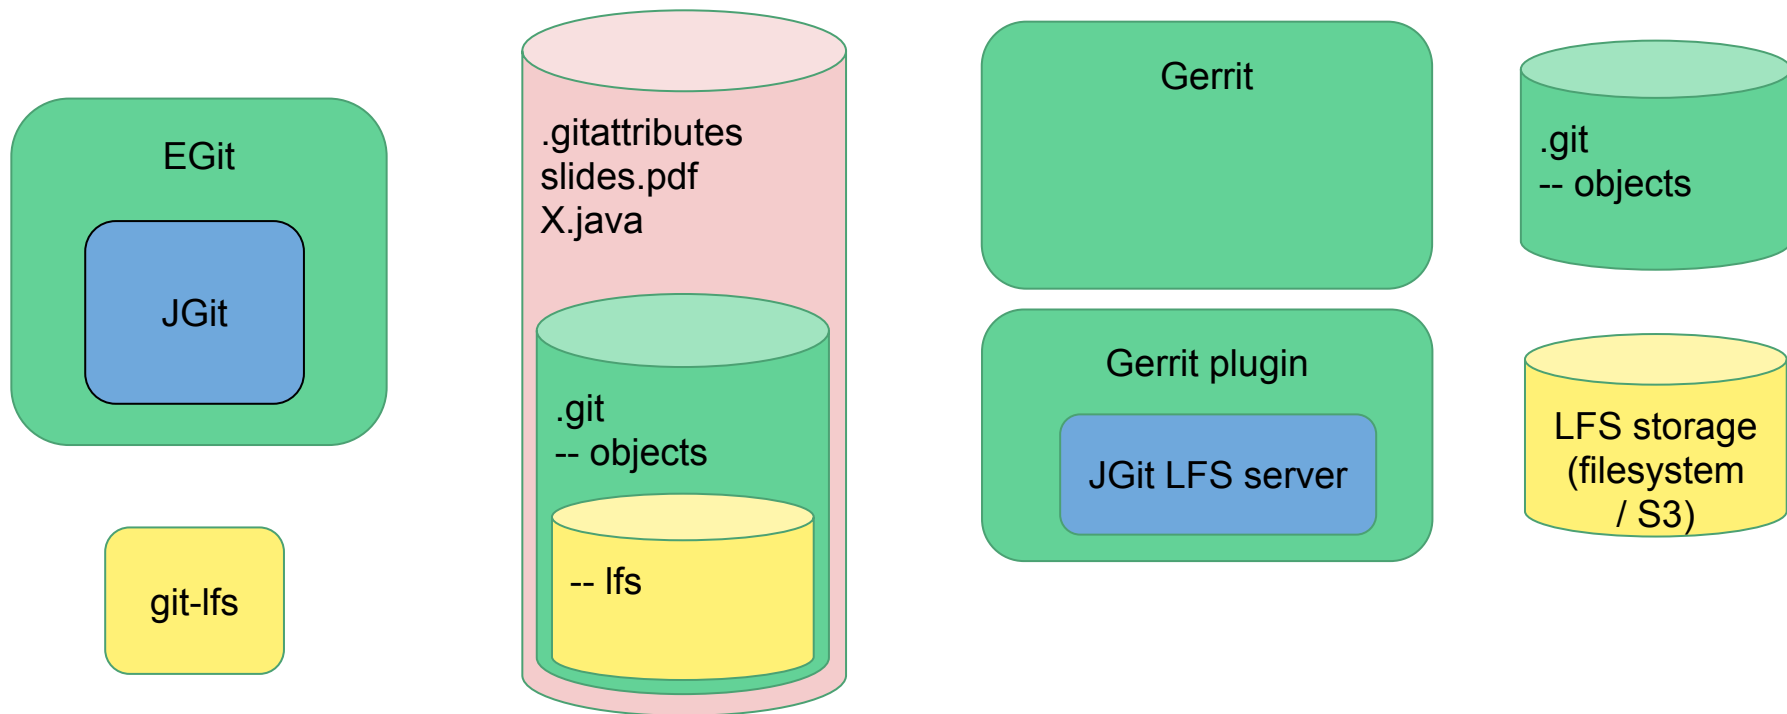 EGit
JGit
git-lfs
.gitattributes
slides.pdf
X.java
.git
-- objects
-- lfs
Gerrit
Gerrit plugin
JGit LFS server
.git
-- objects
LFS storage
(filesystem
/ S3)